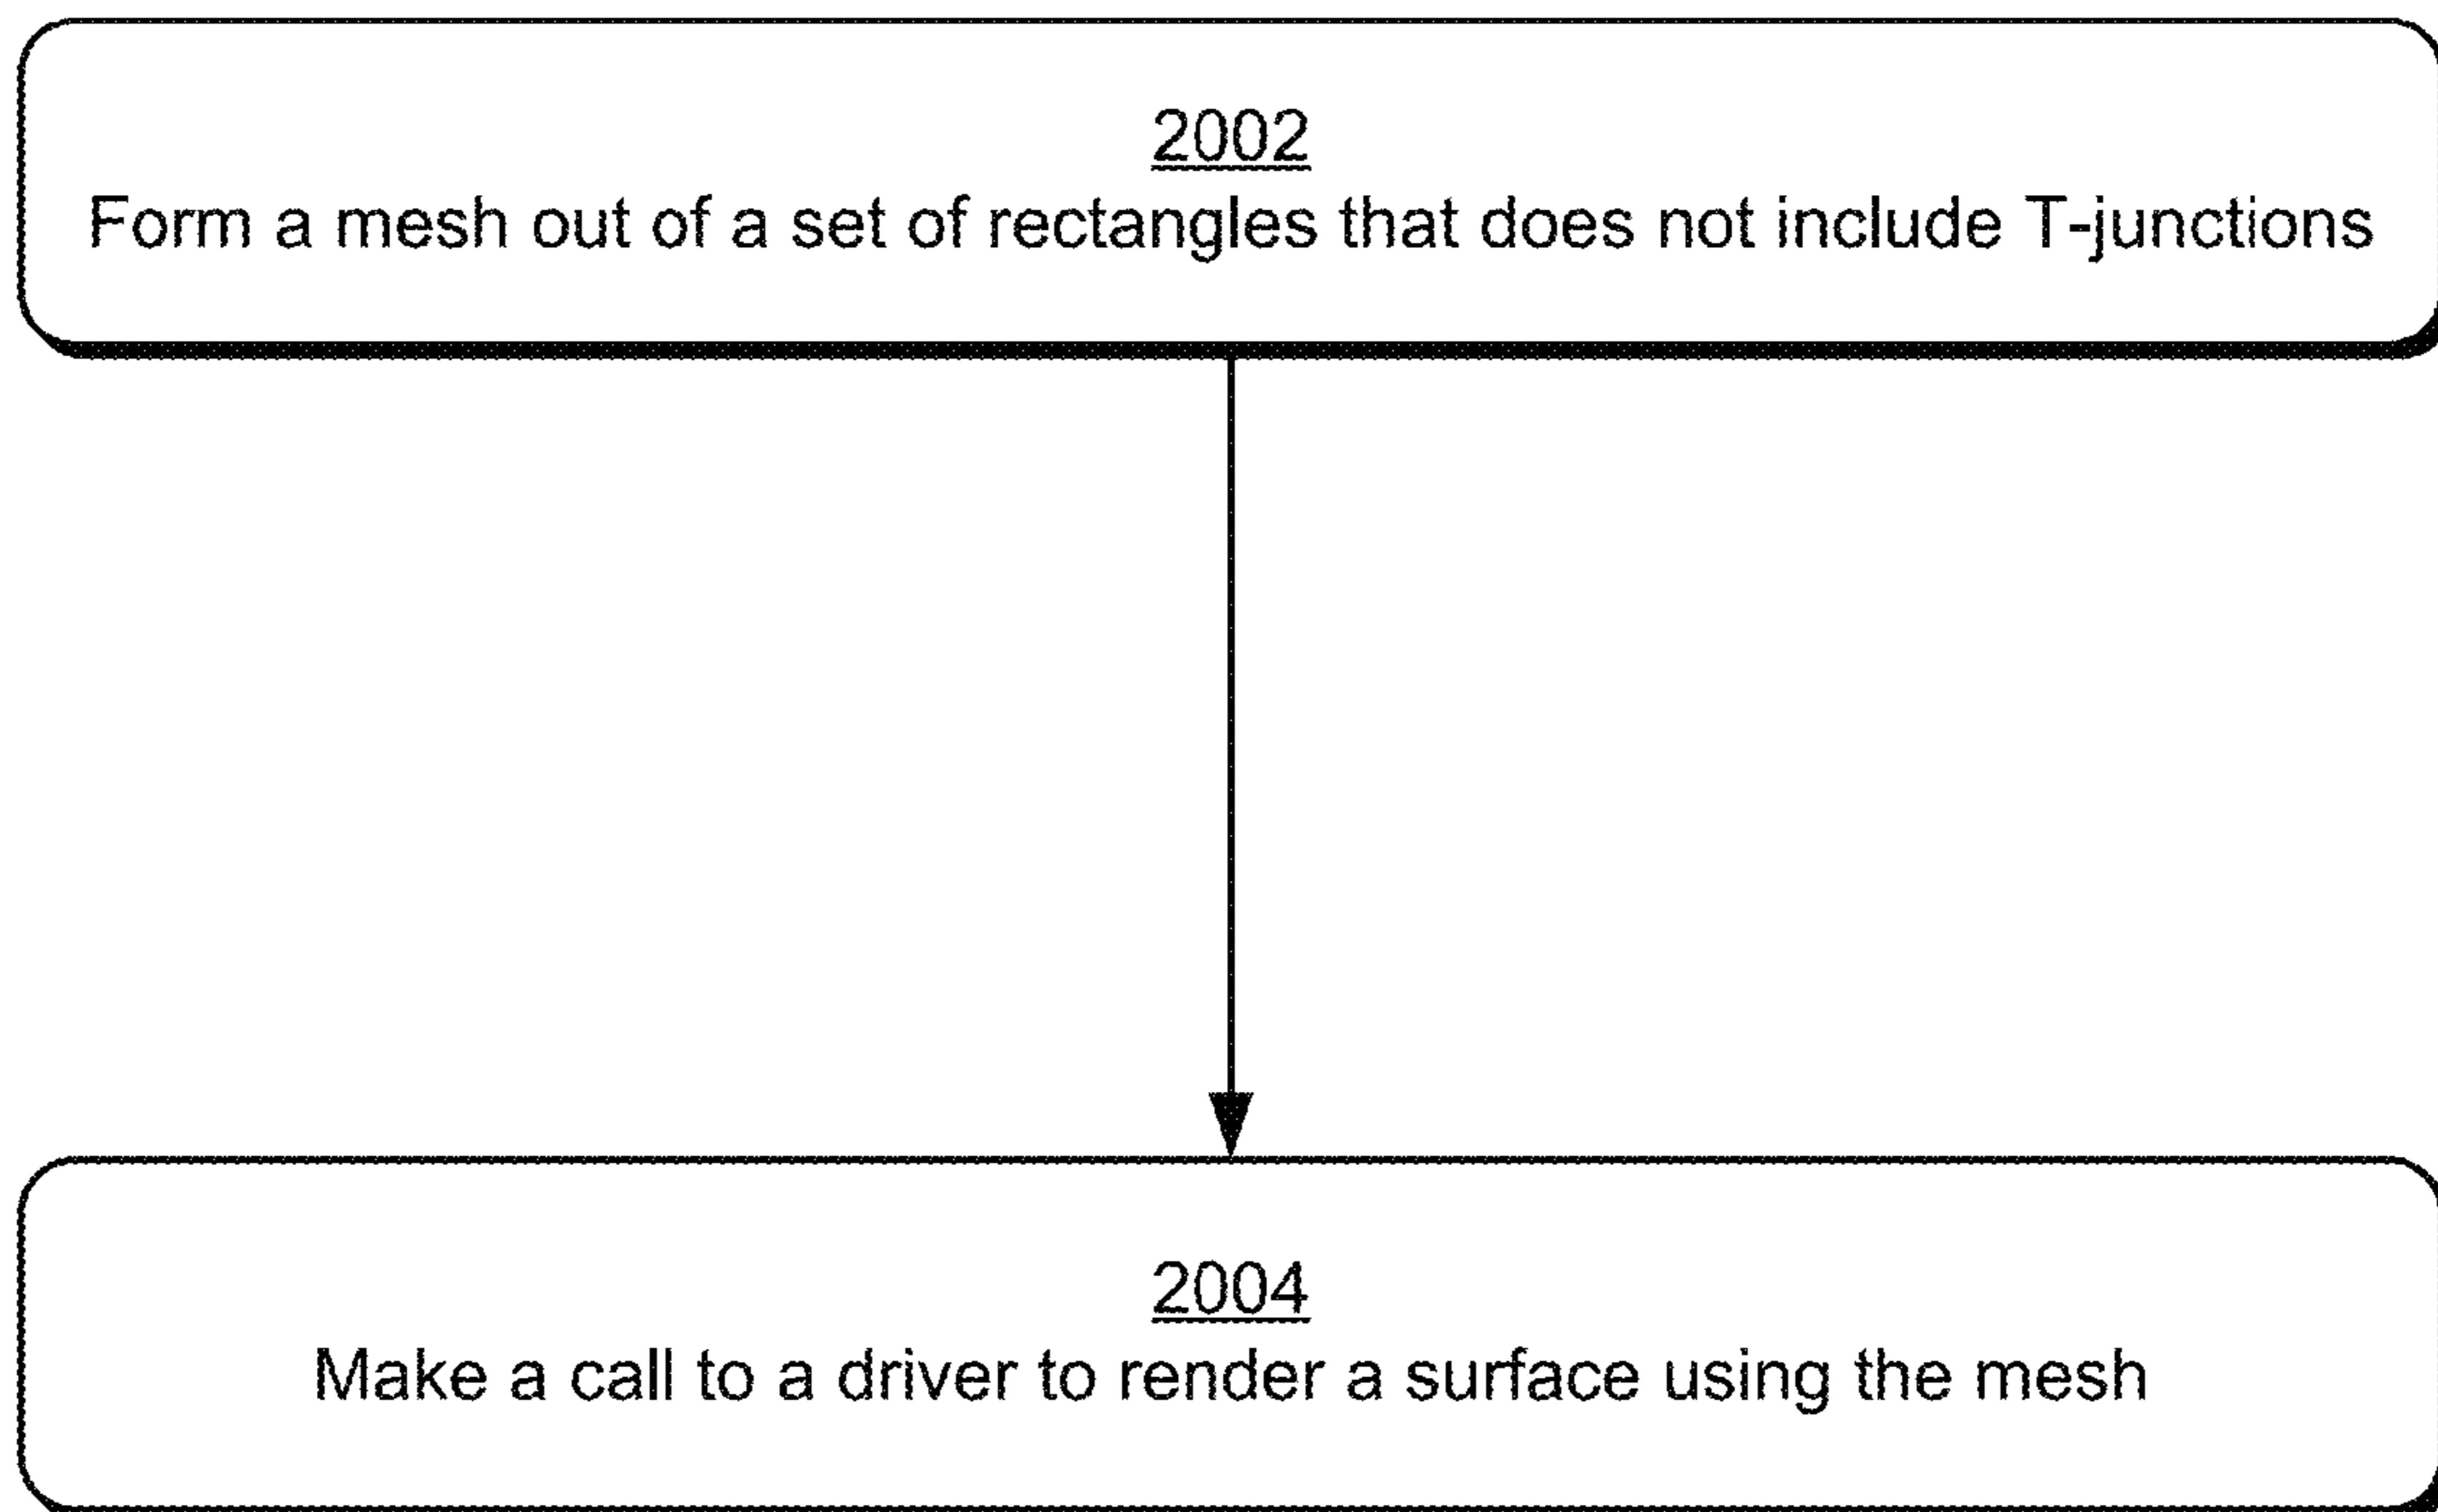 2002
Form a mesh out of a set of rectangles that does not include T-junctions
2004
Make a call to a driver to render a surface using the mesh